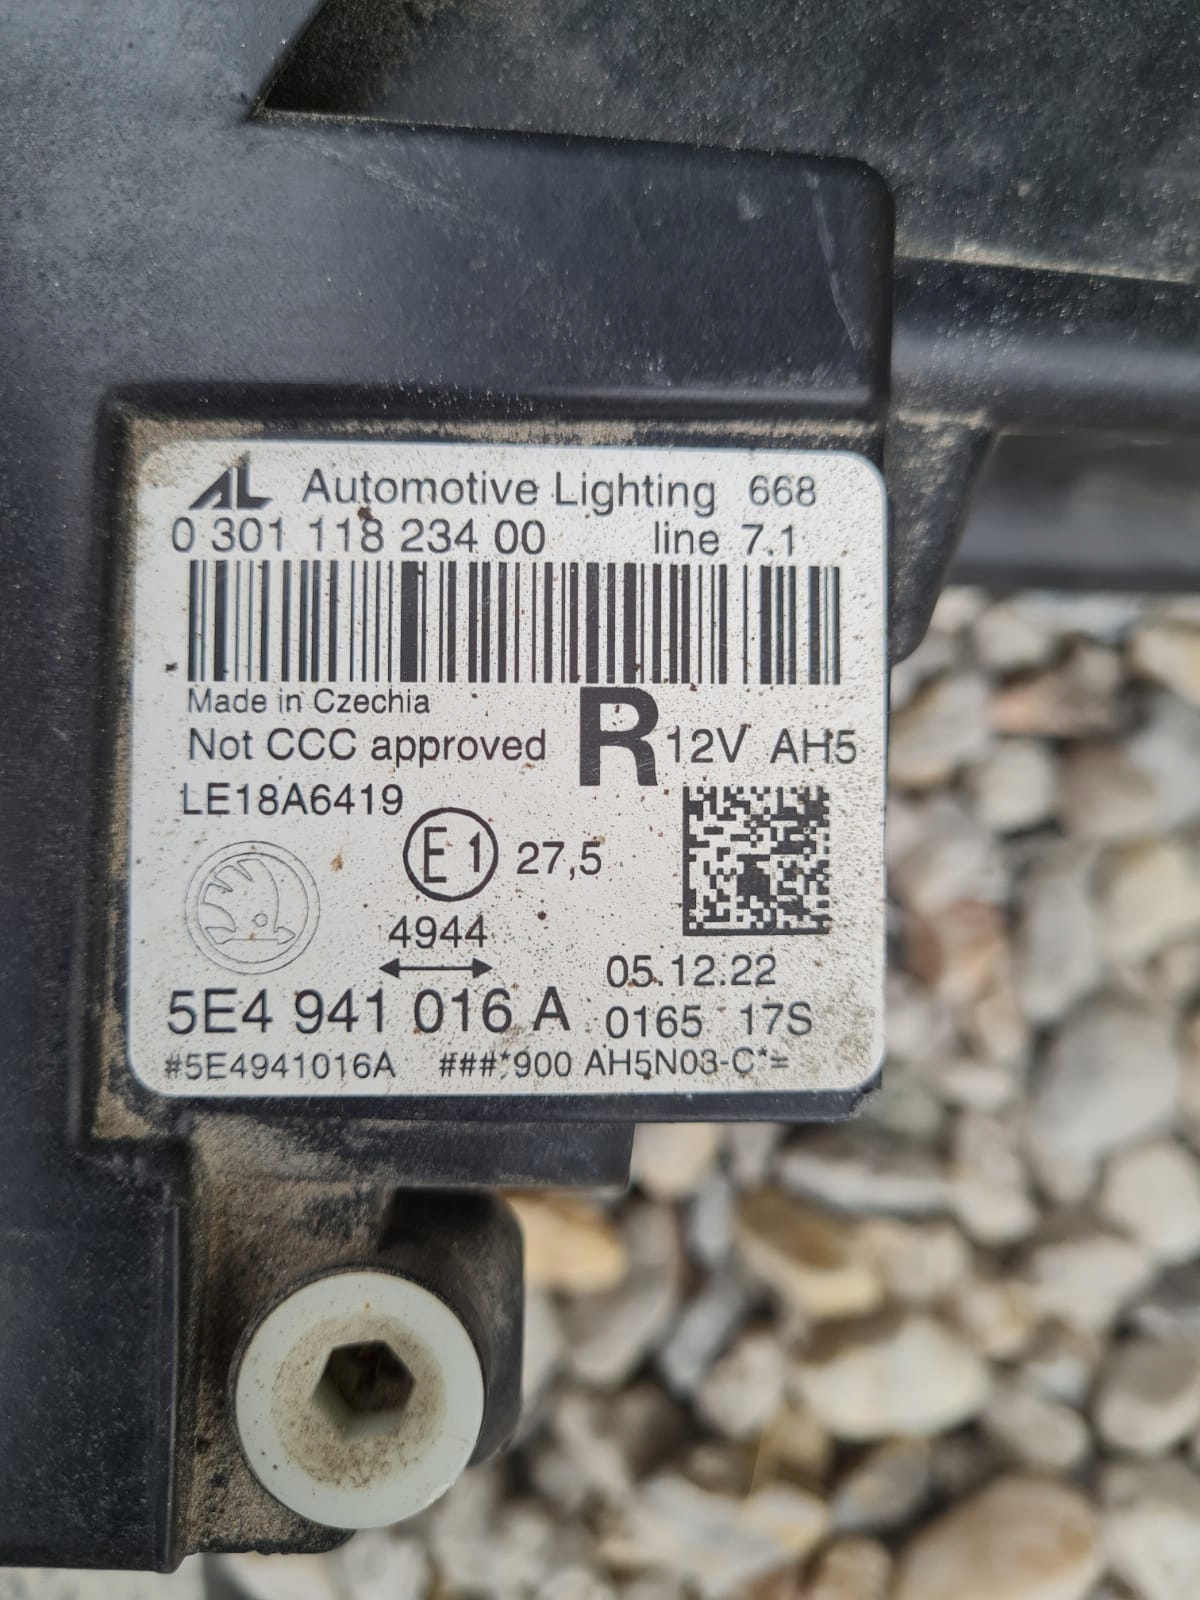 AL Automotive Lighting 668
0 301 118 234 00 line 7.1
Made in Czechia
Not CCC approved R 12V AH5
LE18A6419
E1 27,5
4944
05.12.22
5E4 941 016 A 0165 17S
#5E4941016A ###*900 AH5N03-C*=